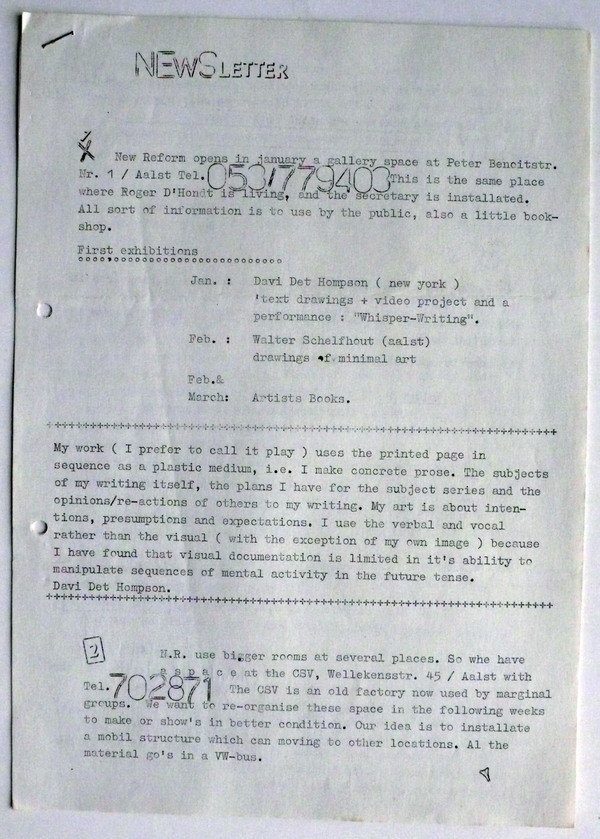 NEWSLETTER
New Reform opens in january a gallery space at Peter Benoitstr.
Nr. 1 / Aalst Tel. 053/779403 This is the same place
where Roger D'Hondt is living, and the secretary is installated.
All sort of information is to use by the public, also a little book-
shop.
First exhibitions
Jan. : Davi Det Hompson ( new york )
'text drawings + video project and a
performance : "Whisper-Writing".
Feb. : Walter Schelfhout (aalst)
drawings of minimal art
Feb.&
March: Artists Books.
My work ( I prefer to call it play ) uses the printed page in
sequence as a plastic medium, i.e. I make concrete prose. The subjects
of my writing itself, the plans I have for the subject series and the
opinions/re-actions of others to my writing. My art is about inten-
tions, presumptions and expectations. I use the verbal and vocal
rather than the visual ( with the exception of my own image ) because
I have found that visual documentation is limited in it's ability to
manipulate sequences of mental activity in the future tense.
Davi Det Hompson.
2
N.R. use bigger rooms at several places. So whe have
a s p a c e at the CSV, Wellekensstr. 45 / Aalst with
Tel. 702871 The CSV is an old factory now used by marginal
groups. We want to re-organise these space in the following weeks
to make or show's in better condition. Our idea is to installate
a mobil structure which can moving to other locations. Al the
material go's in a VW-bus.